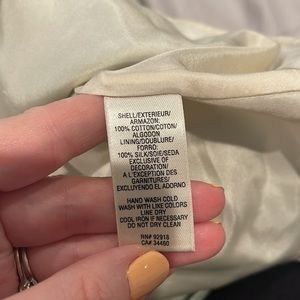 SHELL/EXTERIEUR/
ARMAZON:
100% COTTON/COTON/
ALGODON
LINING/DOUBLURE/
FORRO:
100% SILK/SOIE/SEDA
EXCLUSIVE OF
DECORATION/
A L'EXCEPTION DES
GARNITURES/
EXCLUYENDO EL ADORNO
HAND WASH COLD
WASH WITH LIKE COLORS
LINE DRY
COOL IRON IF NECESSARY
DO NOT DRY CLEAN
RN# 92918
CA# 34460